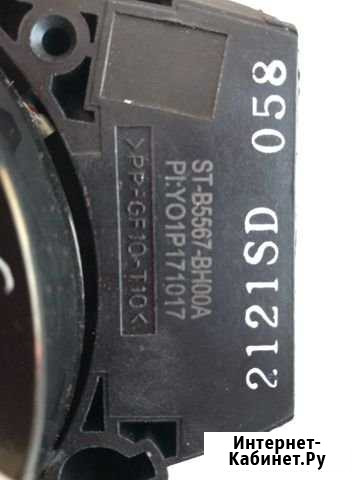 2121SD 058
ST-B5567-BH00A
PI:YO1P171017
>PP-GF10-T10<
Интернет-
Кабинет.Ру